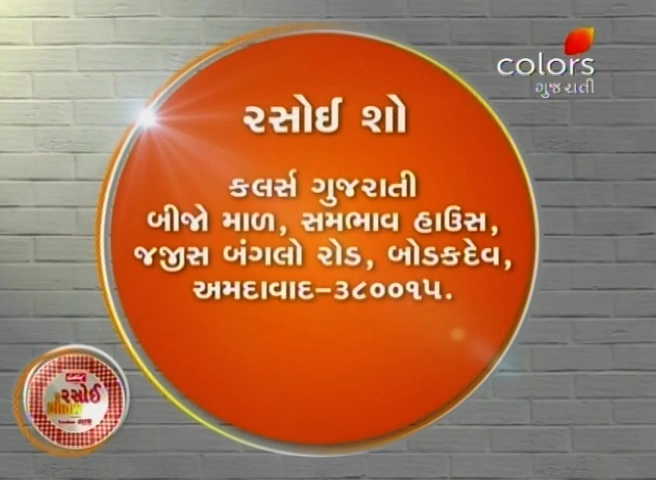 colors
ગુજરાતી
રસોઈ શો
કલર્સ ગુજરાતી
બીજો માળ, સમભાવ હાઉસ,
જજીસ બંગલો રોડ, બોડકદેવ,
અમદાવાદ-૩૮૦૦૧૫.
રસોઈ